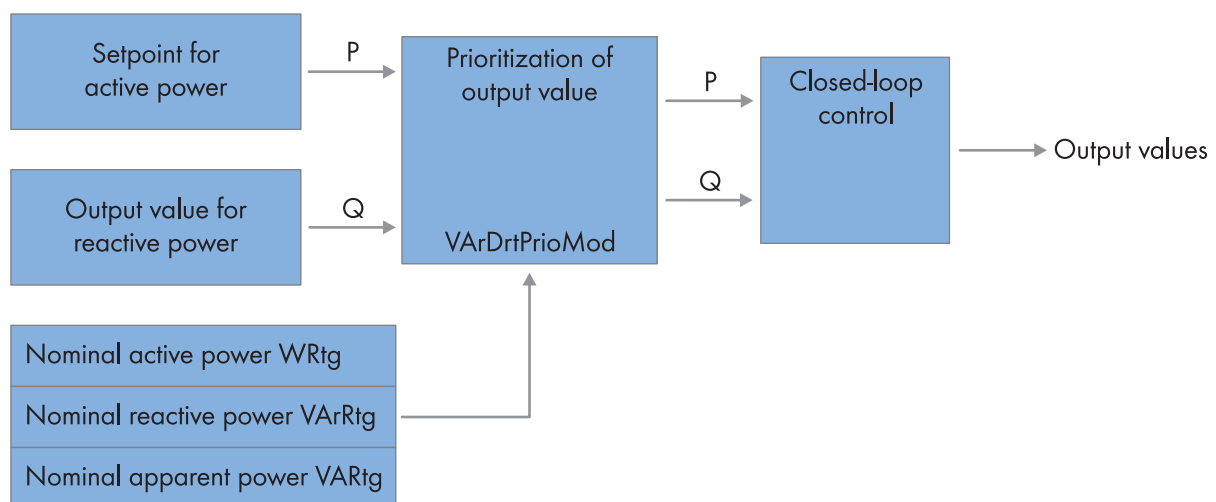 Setpoint for
active power
P
Prioritization of
output value
P
Closed-loop
control
Output values
Output value for
reactive power
Q
VArDrtPrioMod
Q
Nominal active power WRtg
Nominal reactive power VArRtg
Nominal apparent power VARtg